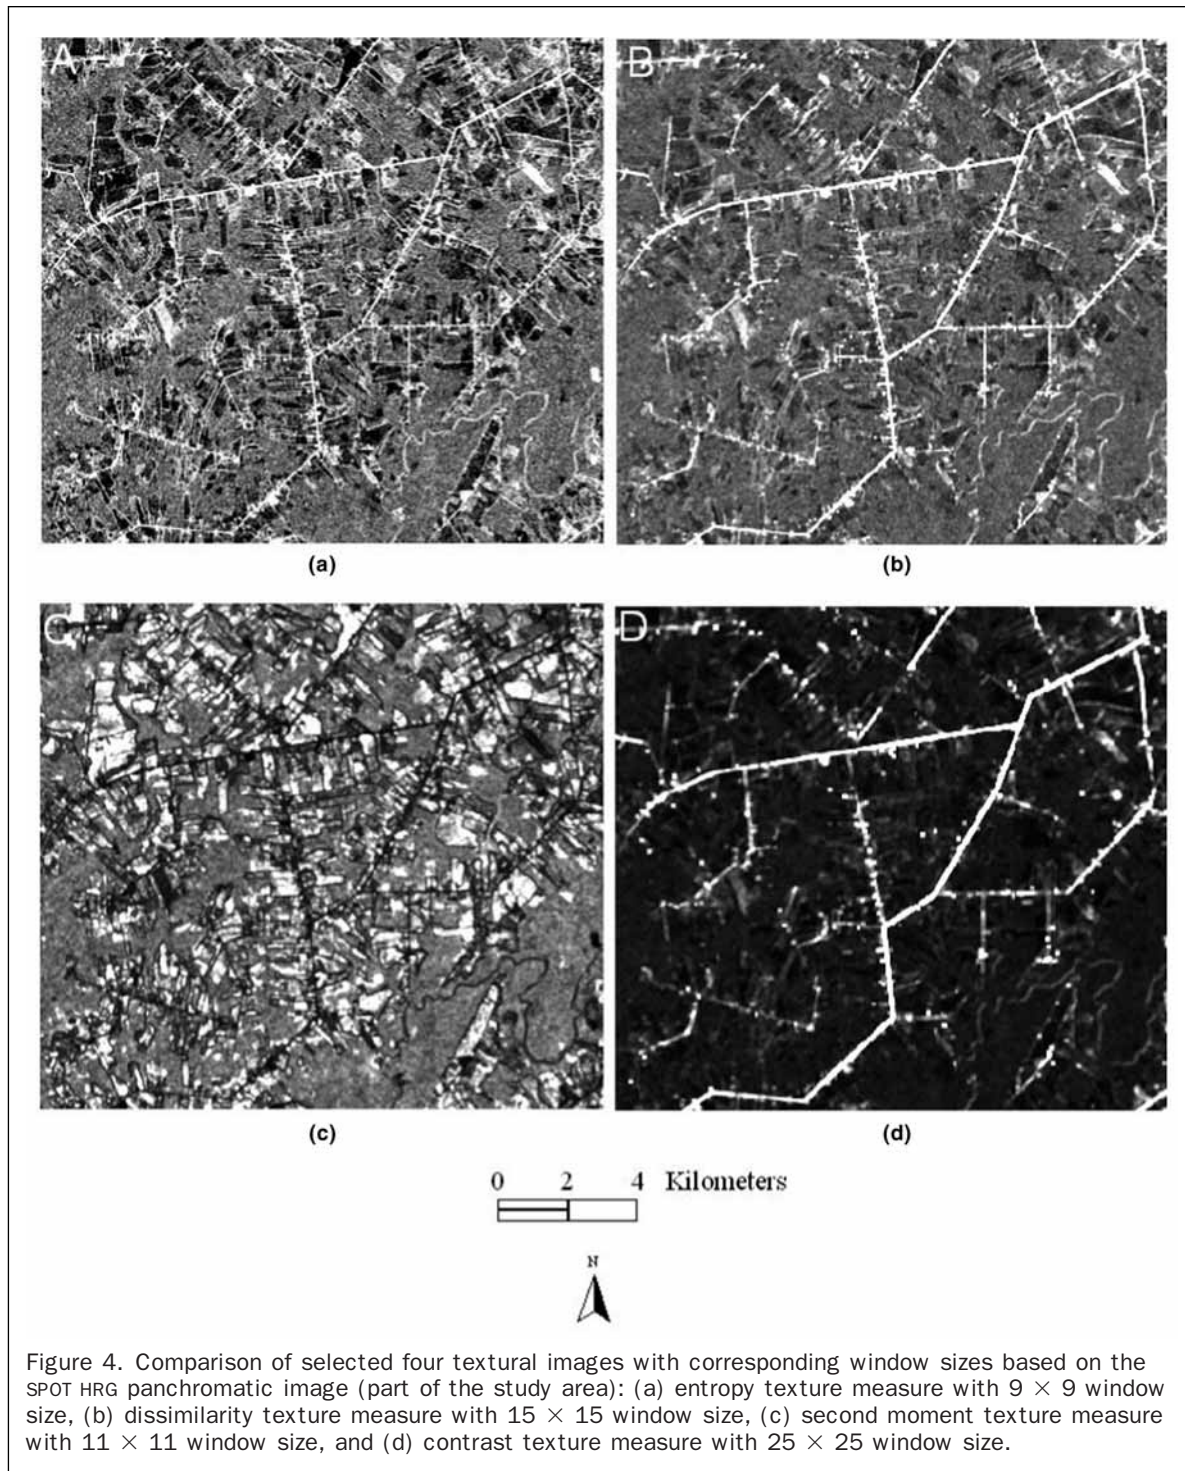 A
B
(a)
(b)
C
D
(c)
(d)
0 2 4 Kilometers
N
Figure 4. Comparison of selected four textural images with corresponding window sizes based on the
SPOT HRG panchromatic image (part of the study area): (a) entropy texture measure with 9 × 9 window
size, (b) dissimilarity texture measure with 15 × 15 window size, (c) second moment texture measure
with 11 × 11 window size, and (d) contrast texture measure with 25 × 25 window size.